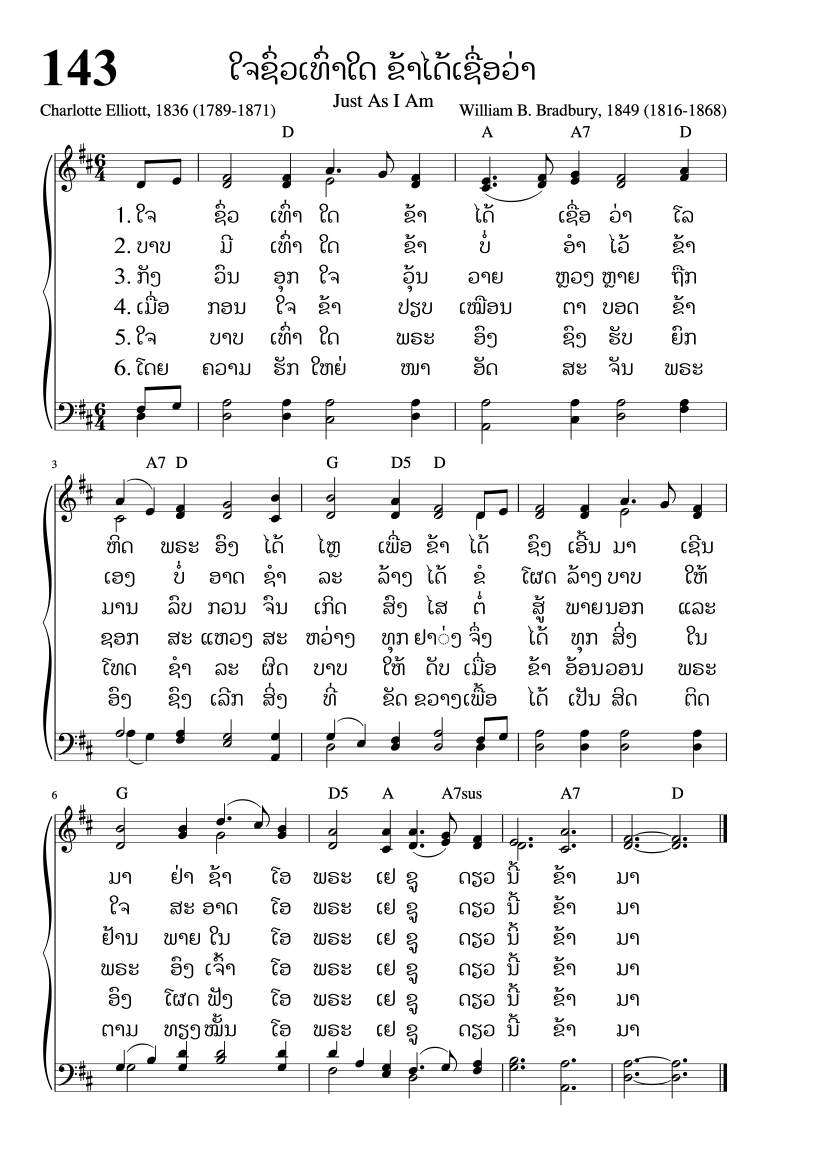 143
ໃຈຊົ່ວເທົ່າໃດ ຂ້າໄດ້ເຊື່ອວ່າ
Just As I Am
Charlotte Elliott, 1836 (1789-1871) William B. Bradbury, 1849 (1816-1868)
D A A7 D
6 4
1. ໃຈ ຊົ່ວ ເທົ່າ ໃດ ຂ້າ ໄດ້ ເຊື່ອ ວ່າ ໂລ
2. ບາບ ມີ ເທົ່າ ໃດ ຂ້າ ບໍ່ ອຳ ໄວ້ ຂ້າ
3. ກັງ ວົນ ອຸກ ໃຈ ວຸ້ນ ວາຍ ຫຼວງ ຫຼາຍ ຖືກ
4. ເມື່ອ ກອນ ໃຈ ຂ້າ ປຽບ ເໝືອນ ຕາ ບອດ ຂ້າ
5. ໃຈ ບາບ ເທົ່າ ໃດ ພຣະ ອົງ ຊົງ ຮັບ ຍົກ
6. ໂດຍ ຄວາມ ຮັກ ໃຫຍ່ ໜາ ອັດ ສະ ຈັນ ພຣະ
6 4
3 A7 D G D5 D
ຫິດ ພຣະ ອົງ ໄດ້ ໄຫຼ ເພື່ອ ຂ້າ ໄດ້ ຊົງ ເອີ້ນ ມາ ເຊີນ
ເອງ ບໍ່ ອາດ ຊຳ ລະ ລ້າງ ໄດ້ ຂໍ ໂຜດ ລ້າງ ບາບ ໃຫ້
ມານ ລົບ ກວນ ຈົນ ເກິດ ສົງ ໄສ ຕໍ່ ສູ້ ພາຍນອກ ແລະ
ຊອກ ສະ ແຫວງ ສະ ຫວ່າງ ທຸກ ຢາ່ງ ຈຶ່ງ ໄດ້ ທຸກ ສິ່ງ ໃນ
ໂທດ ຊຳ ລະ ຜິດ ບາບ ໃຫ້ ດັບ ເມື່ອ ຂ້າ ອ້ອນວອນ ພຣະ
ອົງ ຊົງ ເລີກ ສິ່ງ ທີ່ ຂັດ ຂວາງເພື້ອ ໄດ້ ເປັນ ສິດ ຕິດ
6 G D5 A A7sus A7 D
ມາ ຢ່າ ຊ້າ ໂອ ພຣະ ເຢ ຊູ ດຽວ ນີ້ ຂ້າ ມາ
ໃຈ ສະ ອາດ ໂອ ພຣະ ເຢ ຊູ ດຽວ ນີ້ ຂ້າ ມາ
ຢ້ານ ພາຍ ໃນ ໂອ ພຣະ ເຢ ຊູ ດຽວ ນິ້ ຂ້າ ມາ
ພຣະ ອົງ ເຈົ້າ ໂອ ພຣະ ເຢ ຊູ ດຽວ ນີ້ ຂ້າ ມາ
ອົງ ໂຜດ ຟັງ ໂອ ພຣະ ເຢ ຊູ ດຽວ ນີ້ ຂ້າ ມາ
ຕາມ ທຽງໝັ້ນ ໂອ ພຣະ ເຢ ຊູ ດຽວ ນີ້ ຂ້າ ມາ